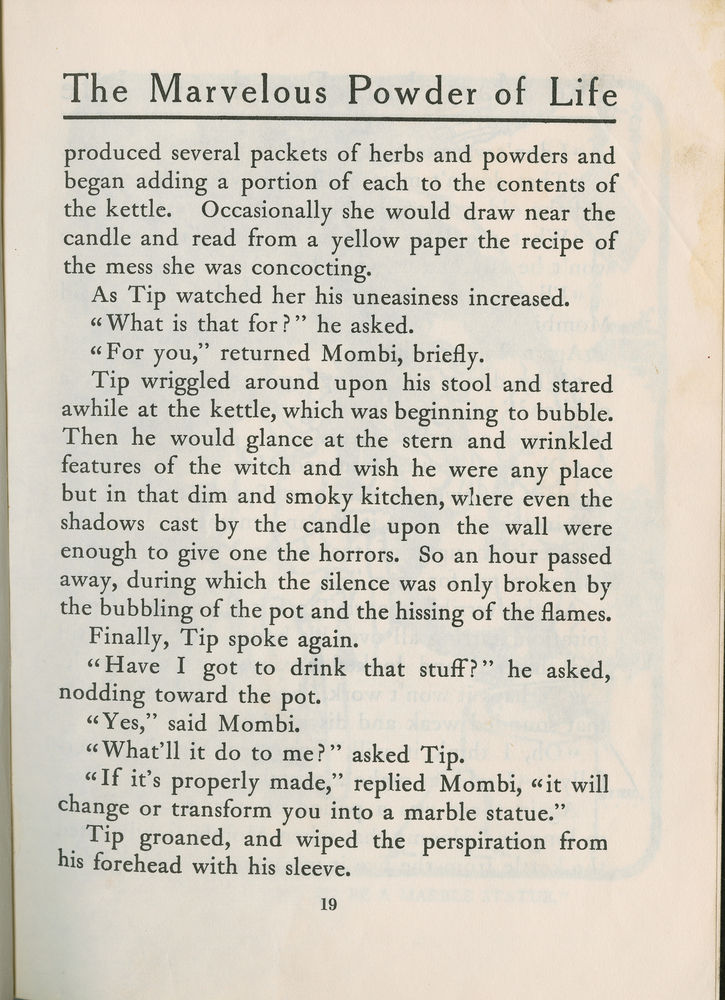 The Marvelous Powder of Life
produced several packets of herbs and powders and
began adding a portion of each to the contents of
the kettle. Occasionally she would draw near the
candle and read from a yellow paper the recipe of
the mess she was concocting.
As Tip watched her his uneasiness increased.
“What is that for?” he asked.
“For you,” returned Mombi, briefly.
Tip wriggled around upon his stool and stared
awhile at the kettle, which was beginning to bubble.
Then he would glance at the stern and wrinkled
features of the witch and wish he were any place
but in that dim and smoky kitchen, where even the
shadows cast by the candle upon the wall were
enough to give one the horrors. So an hour passed
away, during which the silence was only broken by
the bubbling of the pot and the hissing of the flames.
Finally, Tip spoke again.
“Have I got to drink that stuff?” he asked,
nodding toward the pot.
“Yes,” said Mombi.
“What’ll it do to me?” asked Tip.
“If it’s properly made,” replied Mombi, “it will
change or transform you into a marble statue.”
Tip groaned, and wiped the perspiration from
his forehead with his sleeve.
19